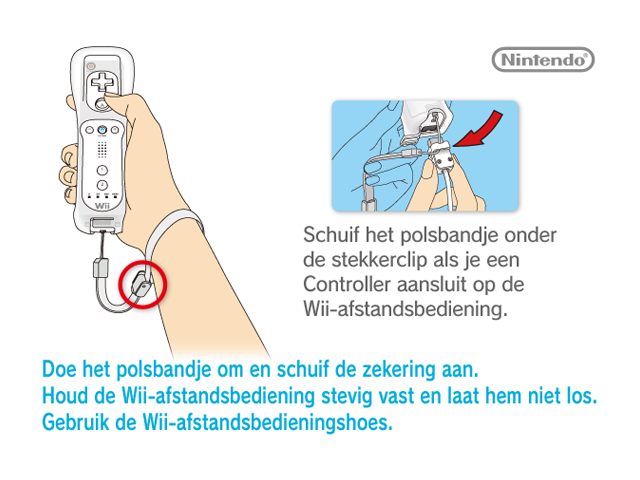 Nintendo®
Schuif het polsbandje onder
de stekkerclip als je een
Controller aansluit op de
Wii-afstandsbediening.
Wii
Doe het polsbandje om en schuif de zekering aan.
Houd de Wii-afstandsbediening stevig vast en laat hem niet los.
Gebruik de Wii-afstandsbedieningshoes.